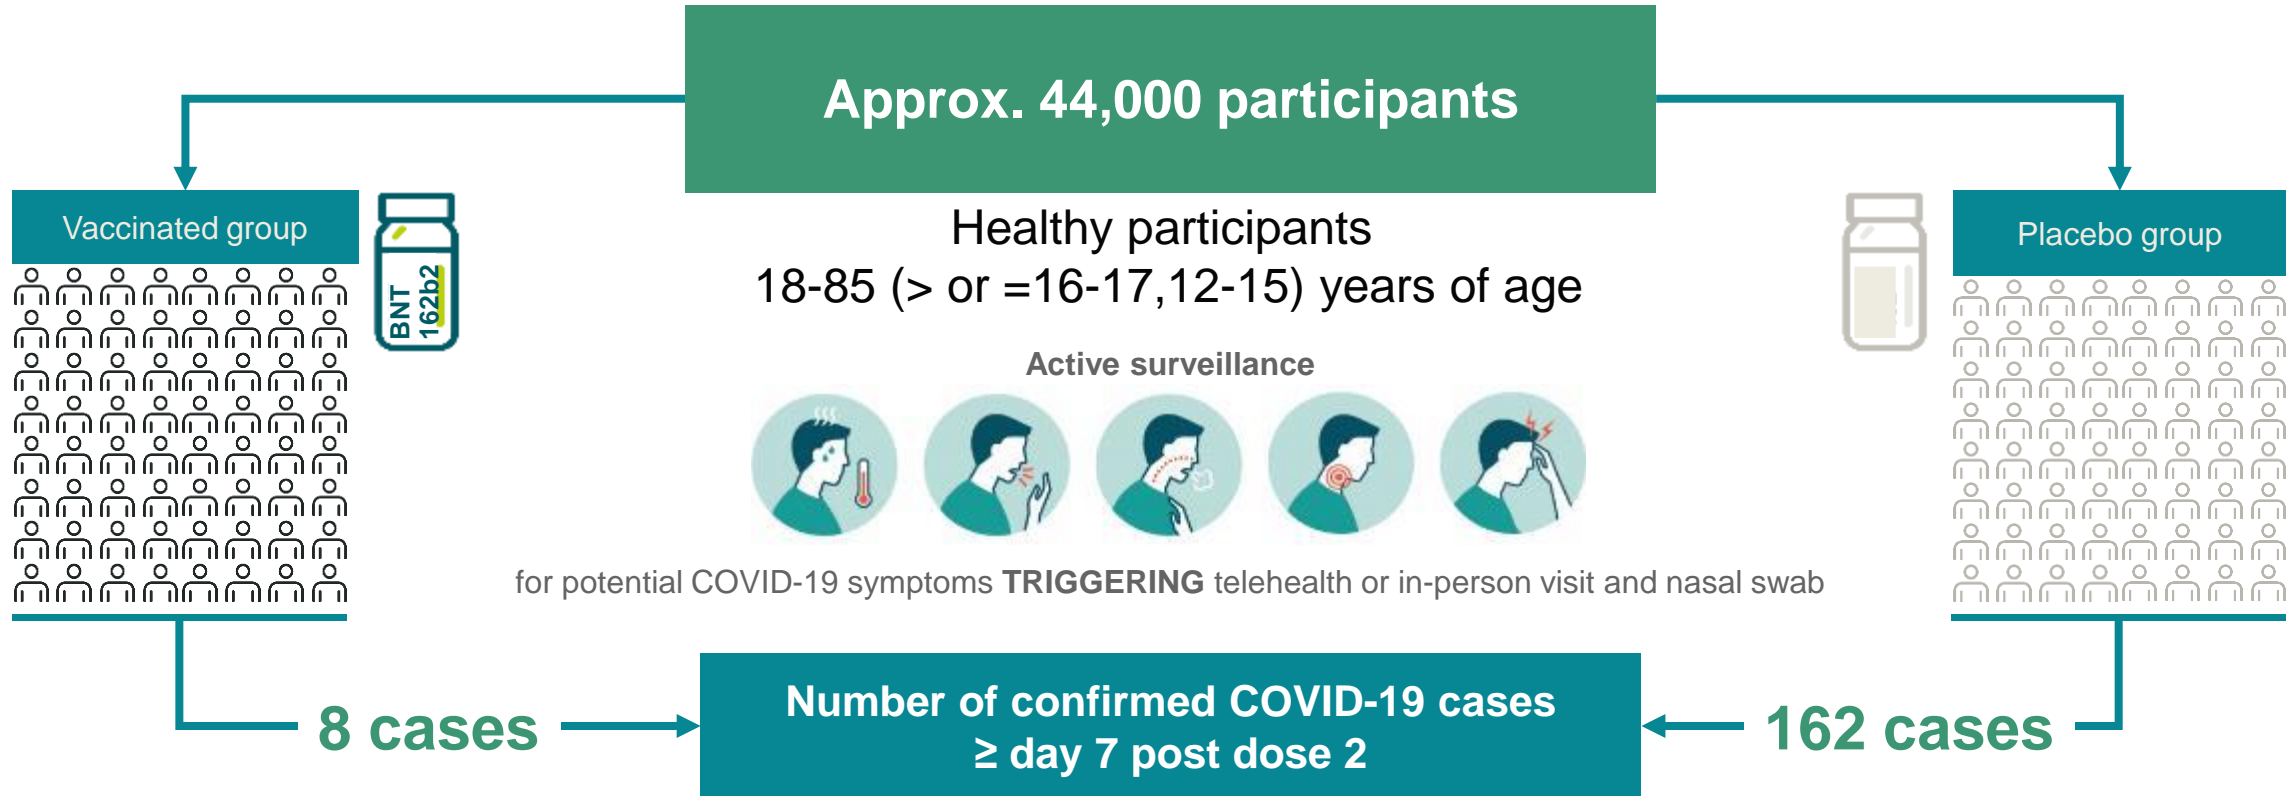 Approx. 44,000 participants
Vaccinated group
BNT
162b2
Healthy participants
18-85 (> or =16-17,12-15) years of age
Placebo group
Active surveillance
for potential COVID-19 symptoms TRIGGERING telehealth or in-person visit and nasal swab
8 cases
Number of confirmed COVID-19 cases
≥ day 7 post dose 2
162 cases